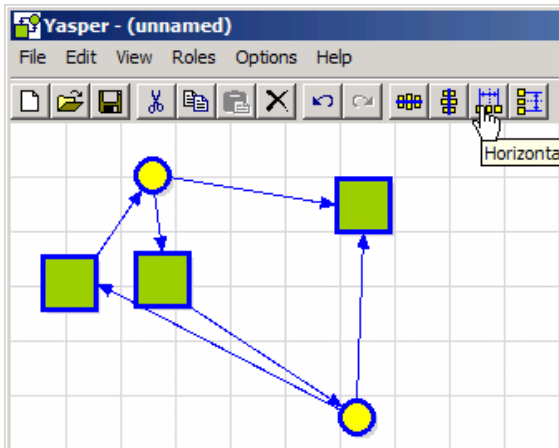 Yasper - (unnamed)
File Edit View Roles Options Help
Horizonta